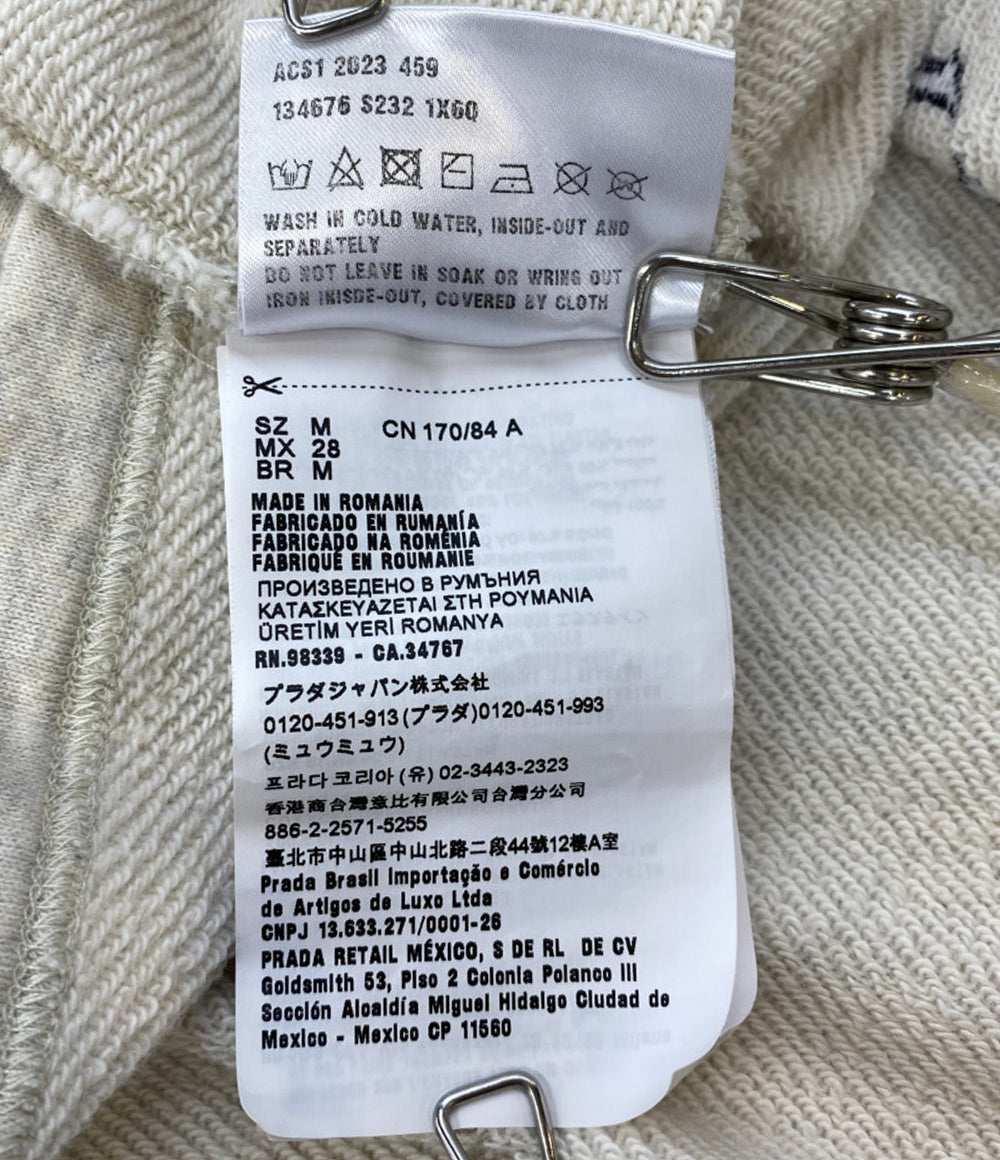 ACS1 2023 459
134676 S232 1X6Q
WASH IN COLD WATER, INSIDE-OUT AND
SEPARATELY
DO NOT LEAVE IN SOAK OR WRING OUT
IRON INISDE-OUT, COVERED BY CLOTH
SZ M CN 170/84 A
MX 28
BR M
MADE IN ROMANIA
FABRICADO EN RUMANÍA
FABRICADO NA ROMÊNIA
FABRIQUÉ EN ROUMANIE
ПРОИЗВЕДЕНО В РУМЪНИЯ
ΚΑΤΑΣΚΕΥΑΖΕΤΑΙ ΣΤΗ ΡΟΥΜΑΝΙΑ
ÜRETİM YERİ ROMANYA
RN.98339 - CA.34767
プラダジャパン株式会社
0120-451-913(プラダ)0120-451-993
(ミュウミュウ)
프라다 코리아 (유) 02-3443-2323
香港商台灣意比有限公司台灣分公司
886-2-2571-5255
臺北市中山區中山北路二段44號12樓A室
Prada Brasil Importação e Comércio
de Artigos de Luxo Ltda
CNPJ 13.633.271/0001-26
PRADA RETAIL MÉXICO, S DE RL DE CV
Goldsmith 53, Piso 2 Colonia Polanco III
Sección Alcaldía Miguel Hidalgo Ciudad de
Mexico - Mexico CP 11560